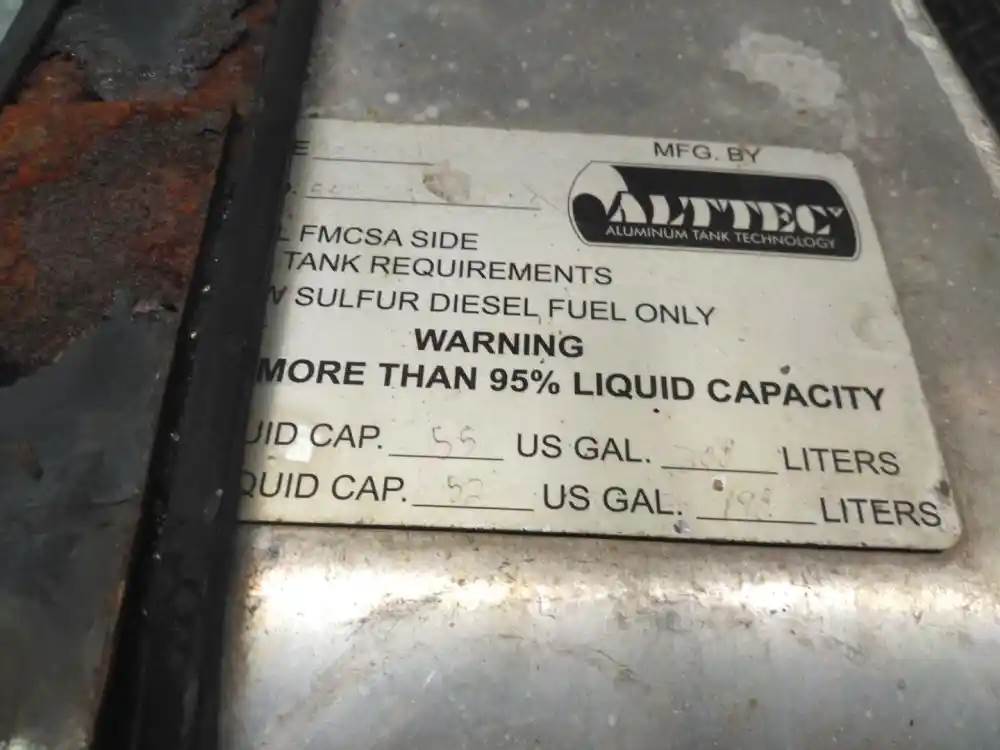 MFG. BY
ALTTEC
ALUMINUM TANK TECHNOLOGY
FMCSA SIDE
TANK REQUIREMENTS
SULFUR DIESEL FUEL ONLY
WARNING
MORE THAN 95% LIQUID CAPACITY
UID CAP. 55 US GAL. LITERS
QUID CAP. 52 US GAL. LITERS